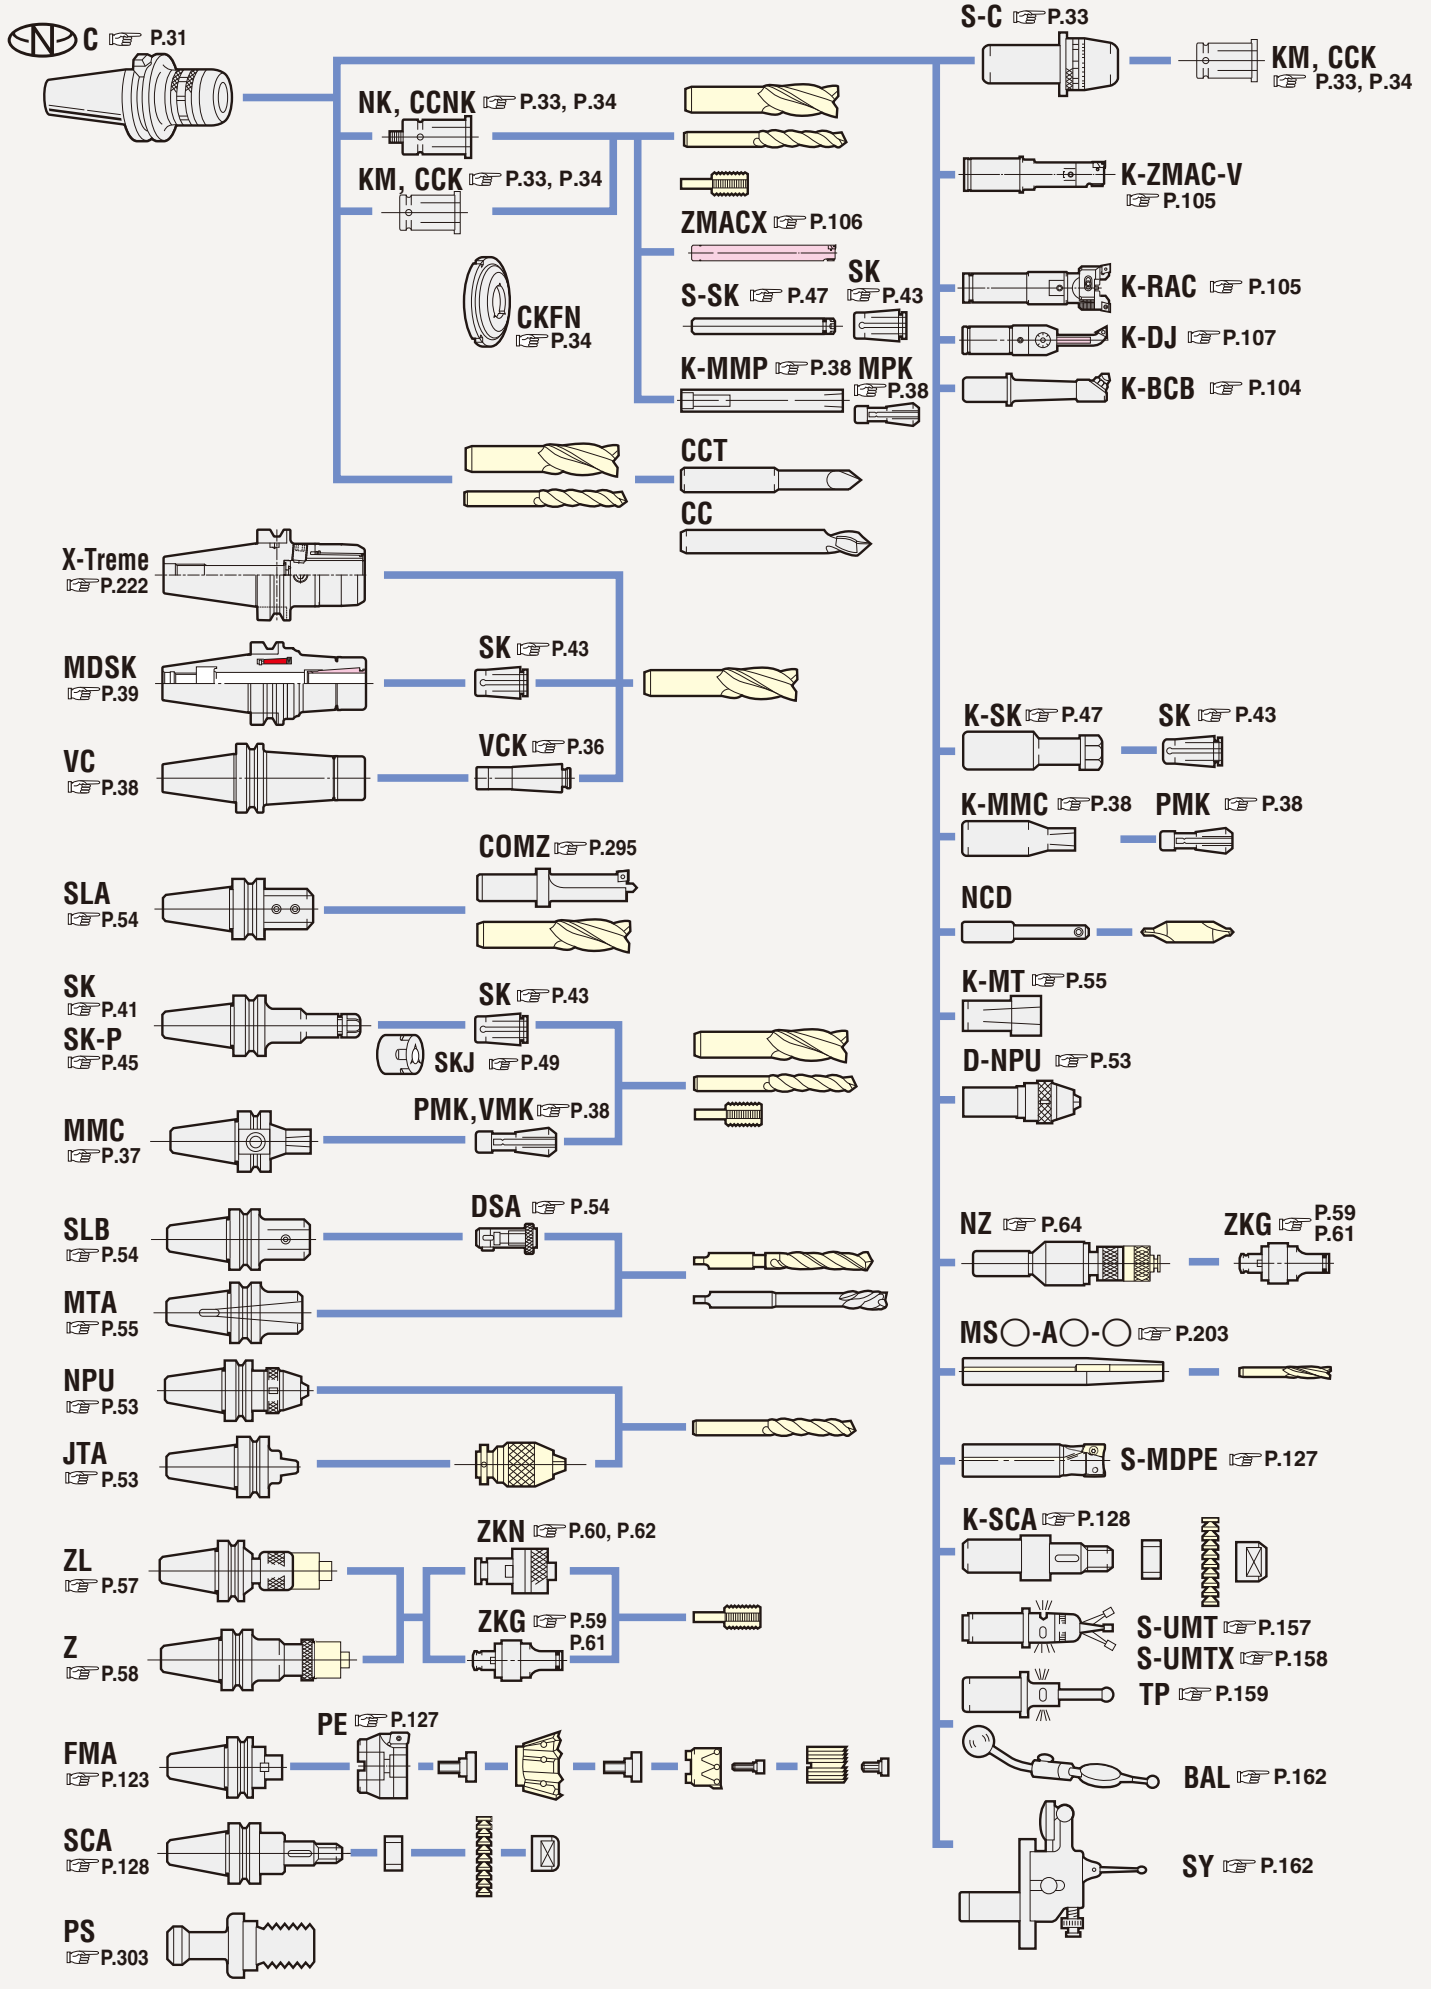 N C P.31
NK, CCNK P.33, P.34
KM, CCK P.33, P.34
CKFN
P.34
ZMACX P.106
S-SK P.47
SK
P.43
K-MMP P.38
MPK
P.38
CCT
CC
X-Treme
P.222
MDSK
P.39
SK P.43
VC
P.38
VCK P.36
SLA
P.54
COMZ P.295
SK
P.41
SK-P
P.45
SK P.43
SKJ P.49
MMC
P.37
PMK,VMK P.38
SLB
P.54
DSA P.54
MTA
P.55
NPU
P.53
JTA
P.53
ZL
P.57
ZKN P.60, P.62
Z
P.58
ZKG P.59
P.61
FMA
P.123
PE P.127
SCA
P.128
PS
P.303
S-C P.33
KM, CCK
P.33, P.34
K-ZMAC-V
P.105
K-RAC P.105
K-DJ P.107
K-BCB P.104
K-SK P.47
SK P.43
K-MMC P.38
PMK P.38
NCD
K-MT P.55
D-NPU P.53
NZ P.64
ZKG P.59
P.61
MS○-A○-○ P.203
S-MDPE P.127
K-SCA P.128
S-UMT P.157
S-UMTX P.158
TP P.159
BAL P.162
SY P.162